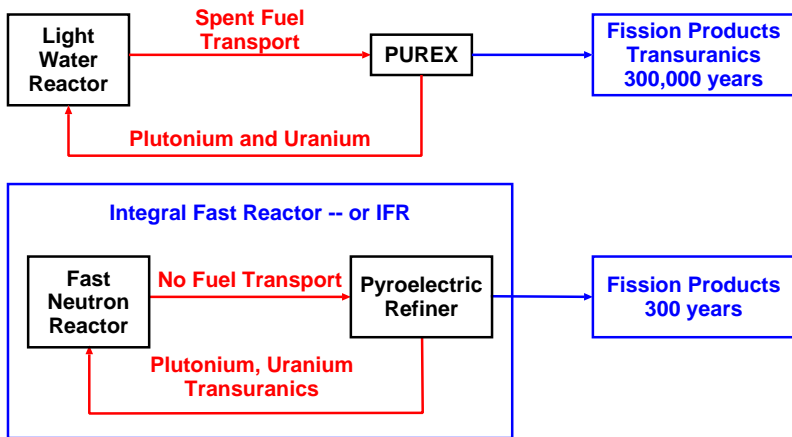 Light
Water
Reactor
Spent Fuel
Transport
PUREX
Fission Products
Transuranics
300,000 years
Plutonium and Uranium
Integral Fast Reactor -- or IFR
Fast
Neutron
Reactor
No Fuel Transport
Pyroelectric
Refiner
Fission Products
300 years
Plutonium, Uranium
Transuranics